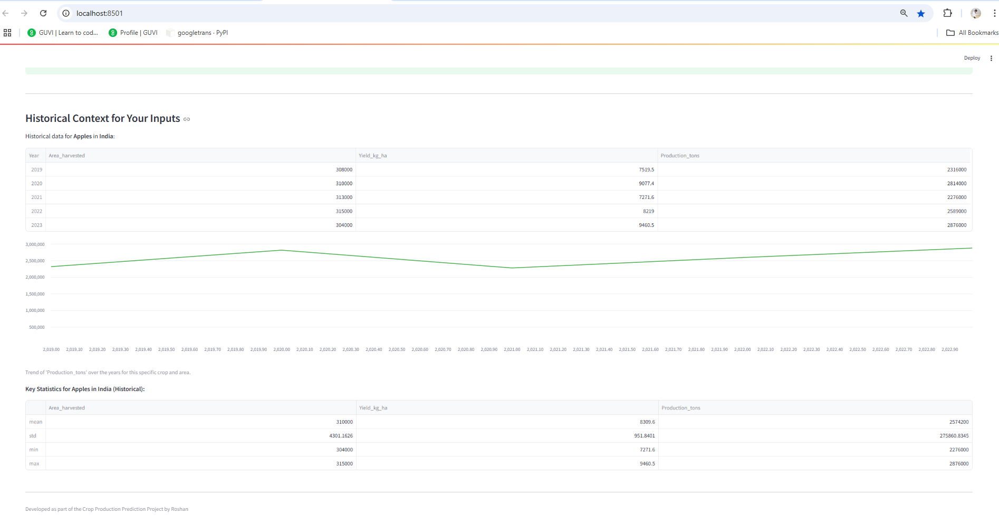 localhost:8501
GUVI | Learn to cod... Profile | GUVI googletrans · PyPI All Bookmarks
Deploy
Historical Context for Your Inputs
Historical data for Apples in India:
Year Area_harvested Yield_kg_ha Production_tons
2019 308000 7519.5 2316000
2020 310000 9077.4 2814000
2021 313000 7271.6 2276000
2022 315000 8219 2589000
2023 304000 9460.5 2876000
3,000,000
2,500,000
2,000,000
1,500,000
1,000,000
500,000
2,019.00 2,019.10 2,019.20 2,019.30 2,019.40 2,019.50 2,019.60 2,019.70 2,019.80 2,019.90 2,020.00 2,020.10 2,020.20 2,020.30 2,020.40 2,020.50 2,020.60 2,020.70 2,020.80 2,020.90 2,021.00 2,021.10 2,021.20 2,021.30 2,021.40 2,021.50 2,021.60 2,021.70 2,021.80 2,021.90 2,022.00 2,022.10 2,022.20 2,022.30 2,022.40 2,022.50 2,022.60 2,022.70 2,022.80 2,022.90
Trend of 'Production_tons' over the years for this specific crop and area.
Key Statistics for Apples in India (Historical):
Area_harvested Yield_kg_ha Production_tons
mean 310000 8309.6 2574200
std 4301.1626 951.8401 275860.8345
min 304000 7271.6 2276000
max 315000 9460.5 2876000
Developed as part of the Crop Production Prediction Project by Roshan